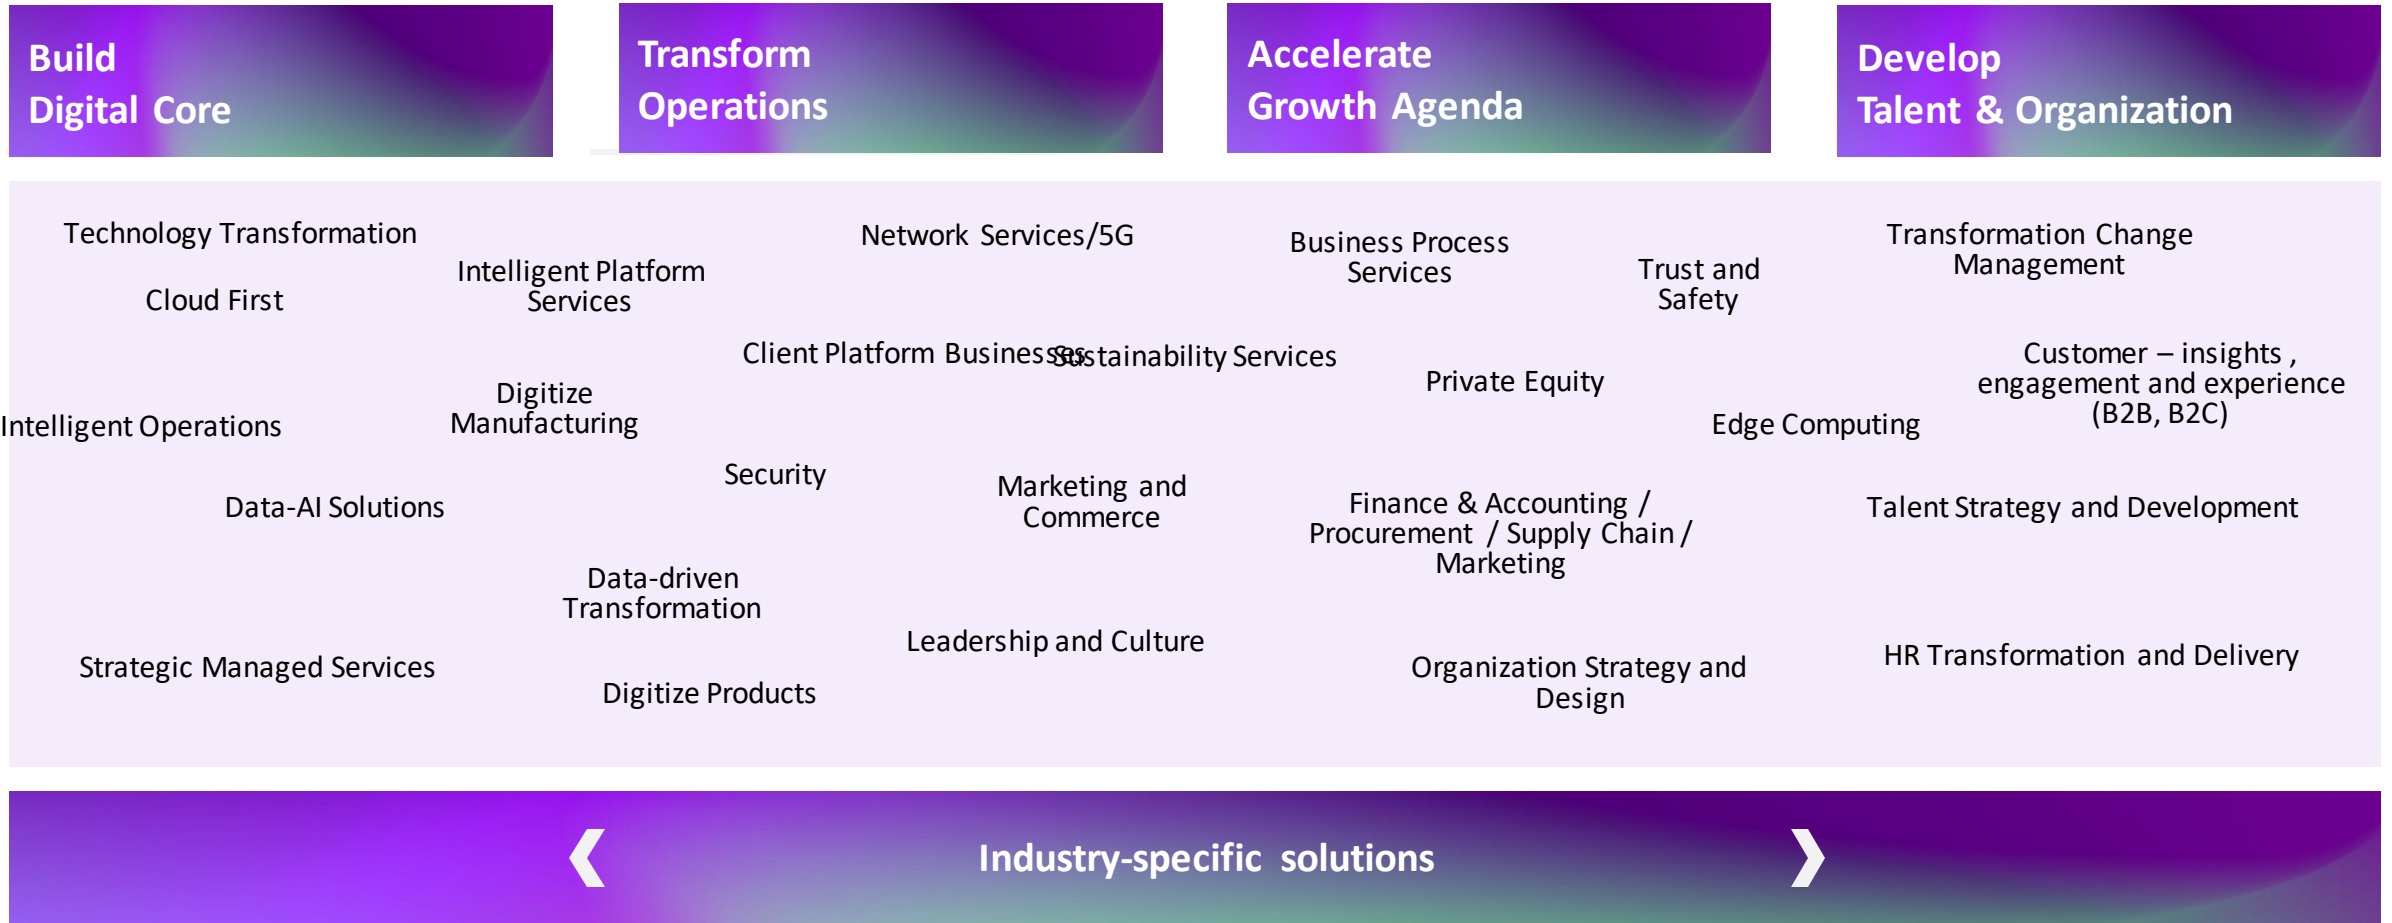 Build
Digital Core
Transform
Operations
Accelerate
Growth Agenda
Develop
Talent & Organization
Technology Transformation
Cloud First
Intelligent Platform
Services
Network Services/5G
Business Process
Services
Trust and
Safety
Transformation Change
Management
Client Platform Businesses
Sustainability Services
Private Equity
Customer – insights ,
engagement and experience
(B2B, B2C)
Intelligent Operations
Digitize
Manufacturing
Edge Computing
Security
Data-AI Solutions
Marketing and
Commerce
Finance & Accounting /
Procurement / Supply Chain /
Marketing
Talent Strategy and Development
Data-driven
Transformation
Leadership and Culture
Strategic Managed Services
Digitize Products
Organization Strategy and
Design
HR Transformation and Delivery
Industry-specific solutions